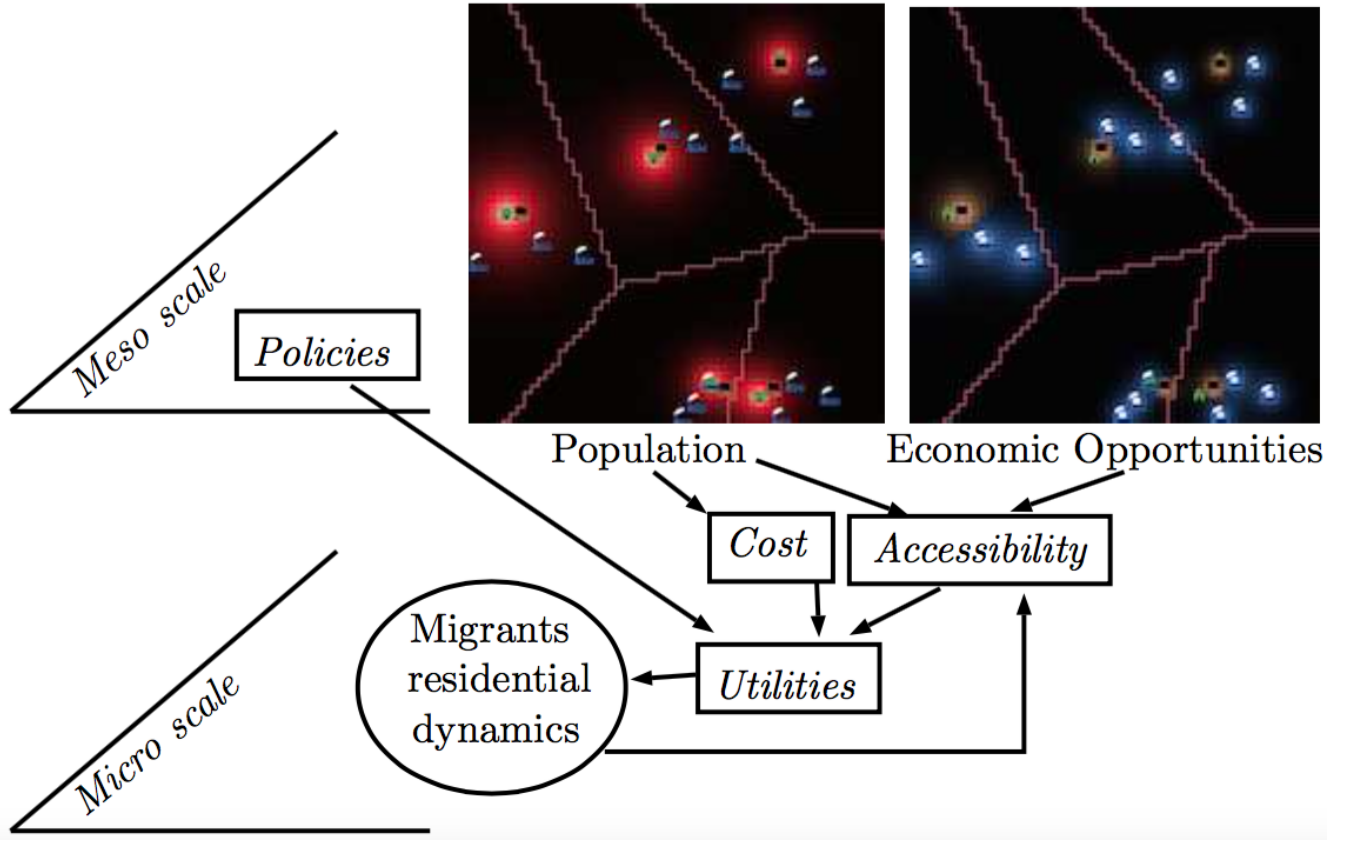 Meso scale
Policies
Population
Economic Opportunities
Cost
Accessibility
Migrants
residential
dynamics
Utilities
Micro scale